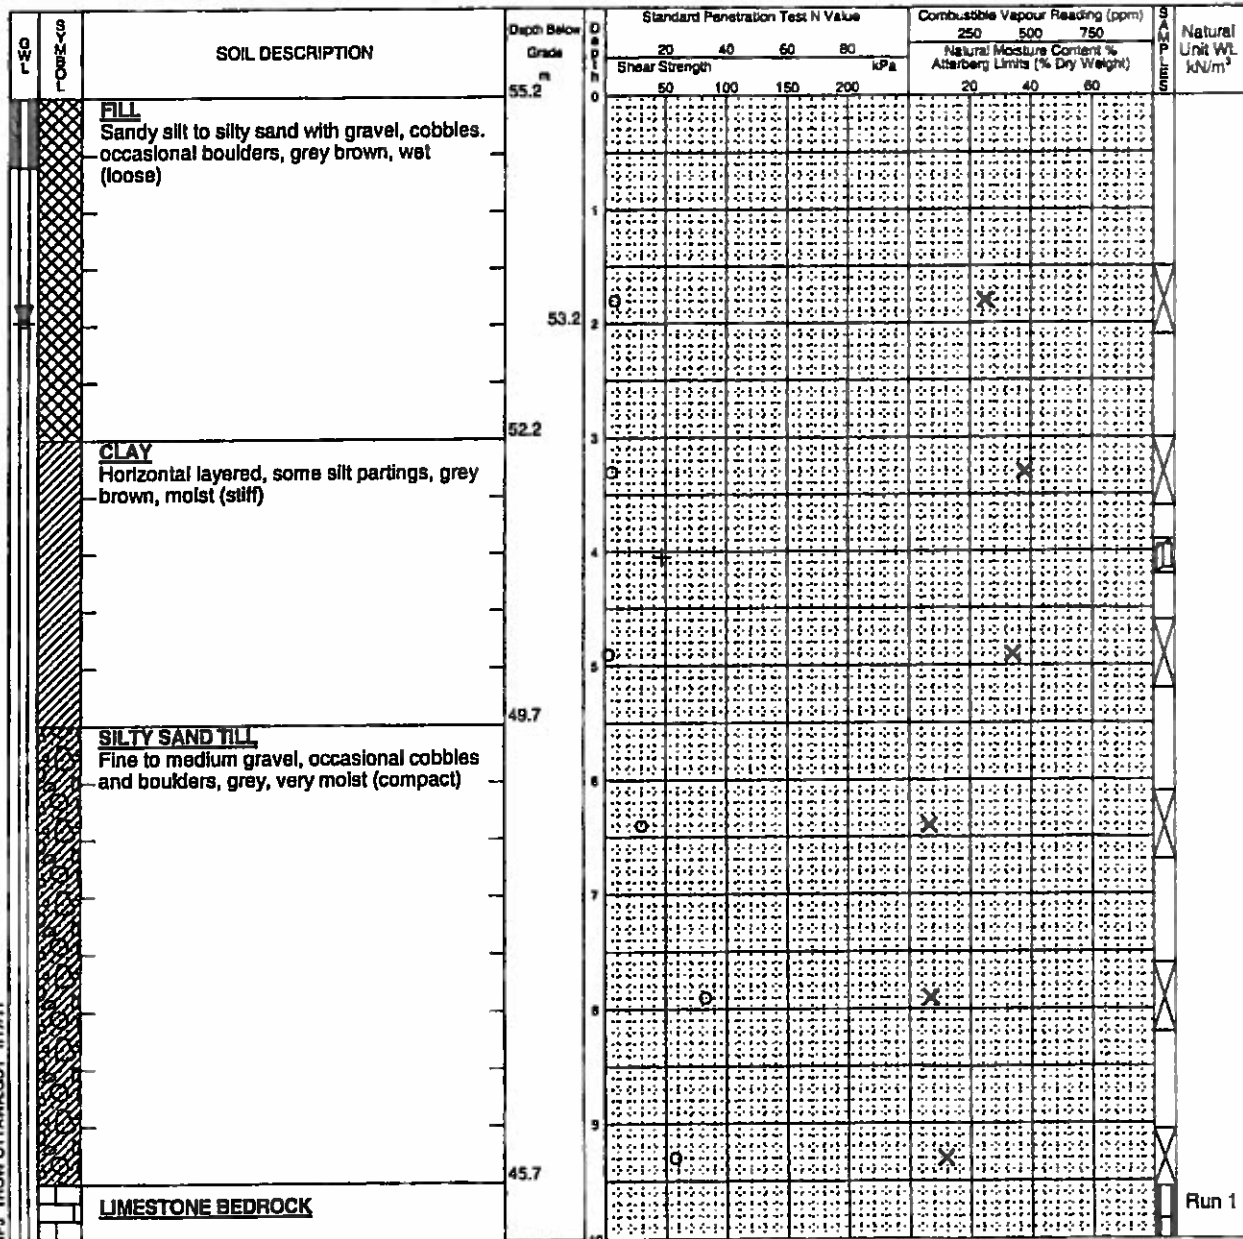 GWL
SYMBOL
SOIL DESCRIPTION
Depth Below
Grade
m
Depth
Standard Penetration Test N Value
20 40 60 80
Shear Strength kPa
50 100 150 200
Combustible Vapour Reading (ppm)
250 500 750
Natural Moisture Content %
Atterberg Limits (% Dry Weight)
20 40 60
SAMPLES
Natural
Unit Wt.
kN/m³
55.2
0
FILL
Sandy silt to silty sand with gravel, cobbles.
occasional boulders, grey brown, wet
(loose)
1
53.2
2
52.2
3
CLAY
Horizontal layered, some silt partings, grey
brown, moist (stiff)
4
5
49.7
SILTY SAND TILL
Fine to medium gravel, occasional cobbles
and boulders, grey, very moist (compact)
6
7
8
9
45.7
LIMESTONE BEDROCK
Run 1
10